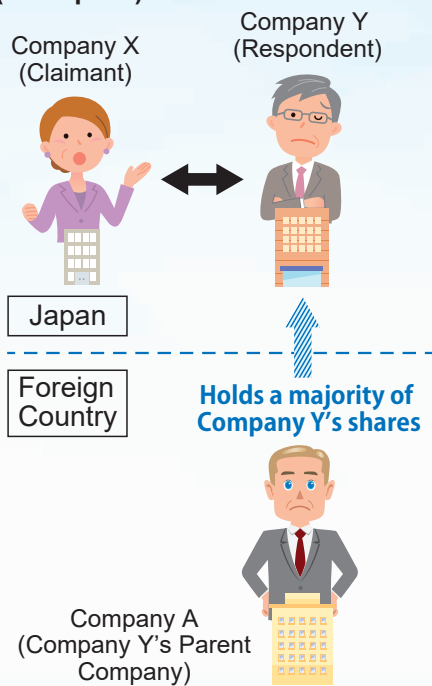 Company X
(Claimant)
Company Y
(Respondent)
Japan
Foreign
Country
Holds a majority of
Company Y's shares
Company A
(Company Y's Parent
Company)